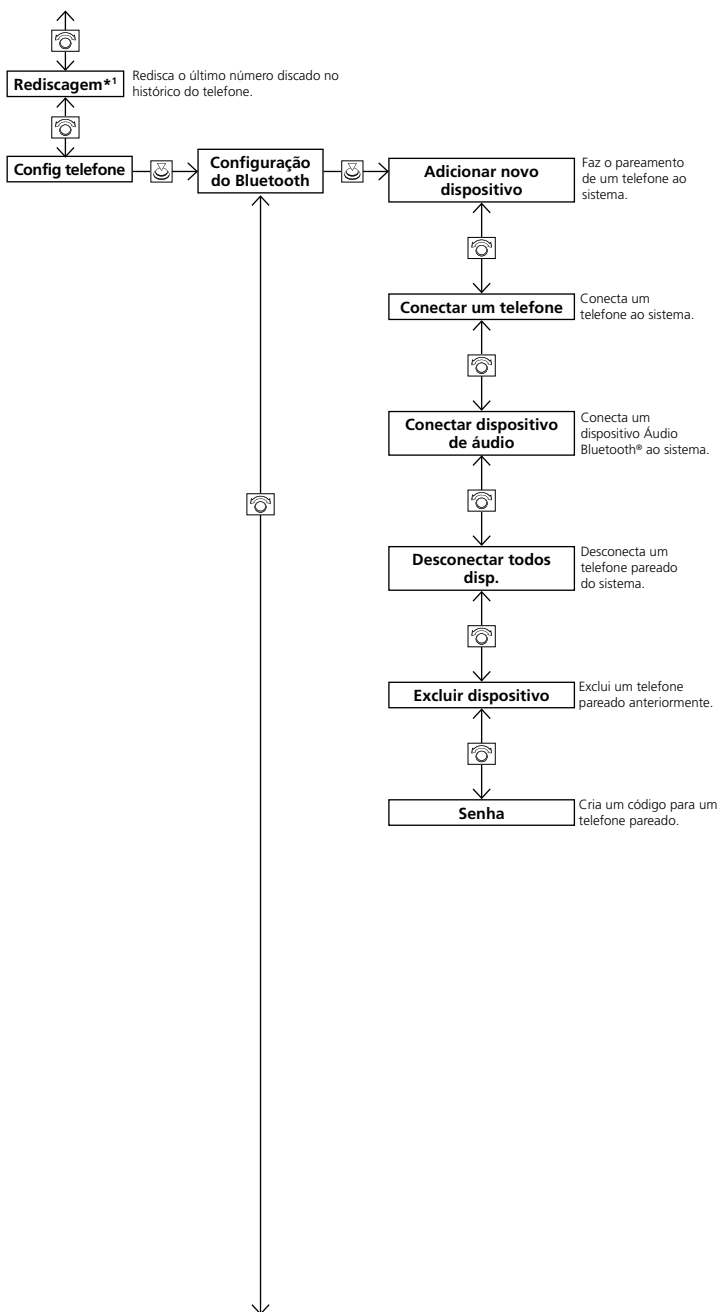 Rediscagem*¹
Redisca o último número discado no
histórico do telefone.
Config telefone
Configuração
do Bluetooth
Adicionar novo
dispositivo
Faz o pareamento
de um telefone ao
sistema.
Conectar um telefone
Conecta um
telefone ao sistema.
Conectar dispositivo
de áudio
Conecta um
dispositivo Áudio
Bluetooth® ao sistema.
Desconectar todos
disp.
Desconecta um
telefone pareado
do sistema.
Excluir dispositivo
Exclui um telefone
pareado anteriormente.
Senha
Cria um código para um
telefone pareado.